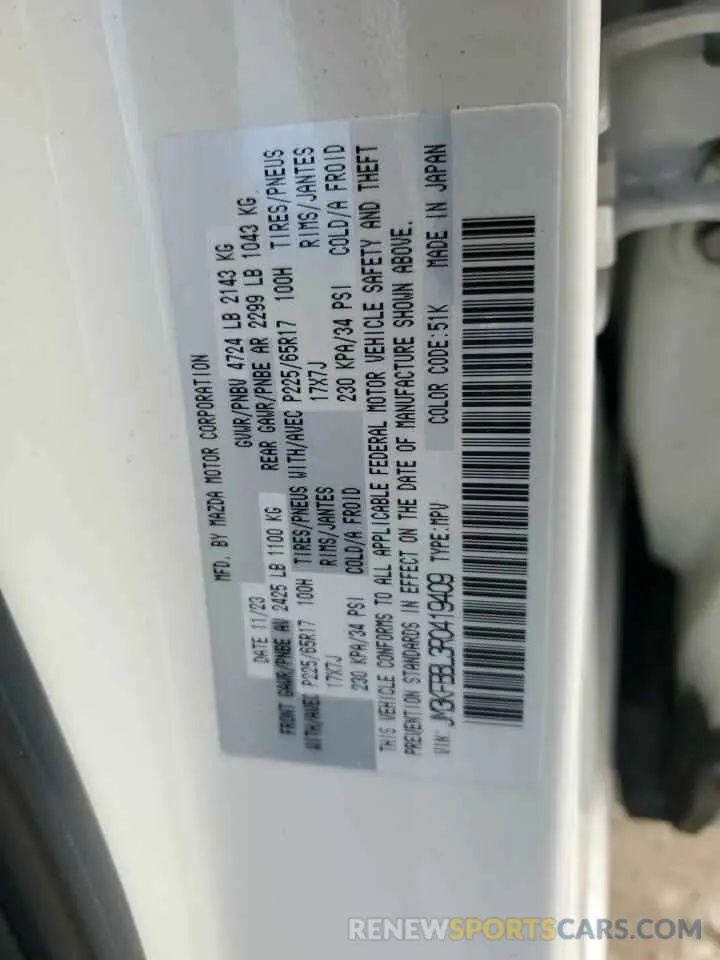 MFD. BY MAZDA MOTOR CORPORATION
DATE 11/23 GVWR/PNBV 4724 LB 2143 KG
FRONT GAWR/PNBE AV 2425 LB 1100 KG REAR GAWR/PNBE AR 2299 LB 1043 KG
WITH/AVEC P225/65R17 100H TIRES/PNEUS WITH/AVEC P225/65R17 100H TIRES/PNEUS
17X7J RIMS/JANTES 17X7J RIMS/JANTES
230 KPA/34 PSI COLD/A FROID 230 KPA/34 PSI COLD/A FROID
THIS VEHICLE CONFORMS TO ALL APPLICABLE FEDERAL MOTOR VEHICLE SAFETY AND THEFT
PREVENTION STANDARDS IN EFFECT ON THE DATE OF MANUFACTURE SHOWN ABOVE.
VIN: JM3KFBBL3R0419409 TYPE:MPV COLOR CODE:51K MADE IN JAPAN
RENEWSPORTSCARS.COM